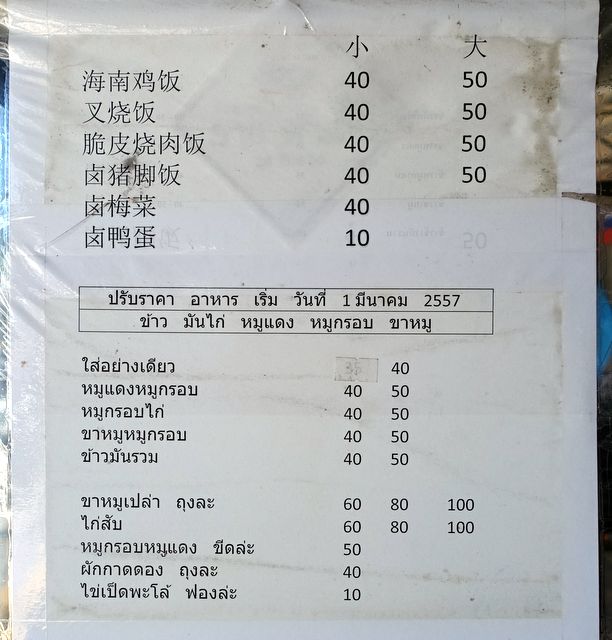 小 大
海南鸡饭 40 50
叉烧饭 40 50
脆皮烧肉饭 40 50
卤猪脚饭 40 50
卤梅菜 40
卤鸭蛋 10
ปรับราคา อาหาร เริ่ม วันที่ 1 มีนาคม 2557
ข้าว มันไก่ หมูแดง หมูกรอบ ขาหมู
ใส่อย่างเดียว 40
หมูแดงหมูกรอบ 40 50
หมูกรอบไก่ 40 50
ขาหมูหมูกรอบ 40 50
ข้าวมันรวม 40 50
ขาหมูเปล่า ถุงละ 60 80 100
ไก่สับ 60 80 100
หมูกรอบหมูแดง ขีดล่ะ 50
ผักกาดดอง ถุงละ 40
ไข่เป็ดพะโล้ ฟองล่ะ 10